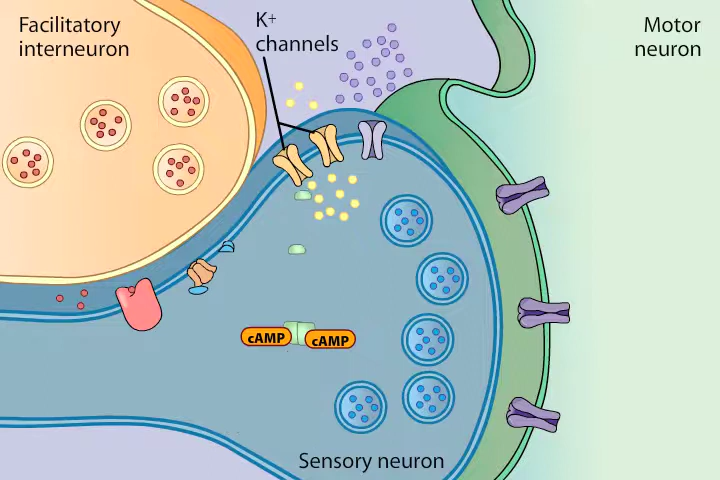 Facilitatory
interneuron
K+
channels
Motor
neuron
cAMP
cAMP
Sensory neuron